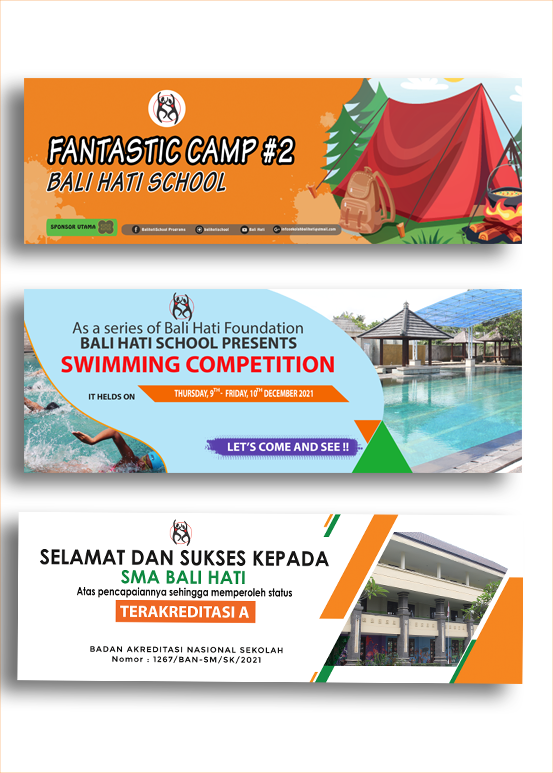 FANTASTIC CAMP #2
BALI HATI SCHOOL
SPONSOR UTAMA
BaliHatiSchool Pisarena
balihatischool
Bali Hati
SWIMMING COMPETITION
As a series of Bali Hati Foundation
BALI HATI SCHOOL PRESENTS
IT HELDS ON
THURSDAY, 9TH - FRIDAY, 10TH DECEMBER 2021
LET'S COME AND SEE !!
SELAMAT DAN SUKSES KEPADA
SMA BALI HATI
Atas pencapaiannya sehingga memperoleh status
TERAKREDITASI A
BADAN AKREDITASI NASIONAL SEKOLAH
Nomor : 1267/BAN-SM/SK/2021